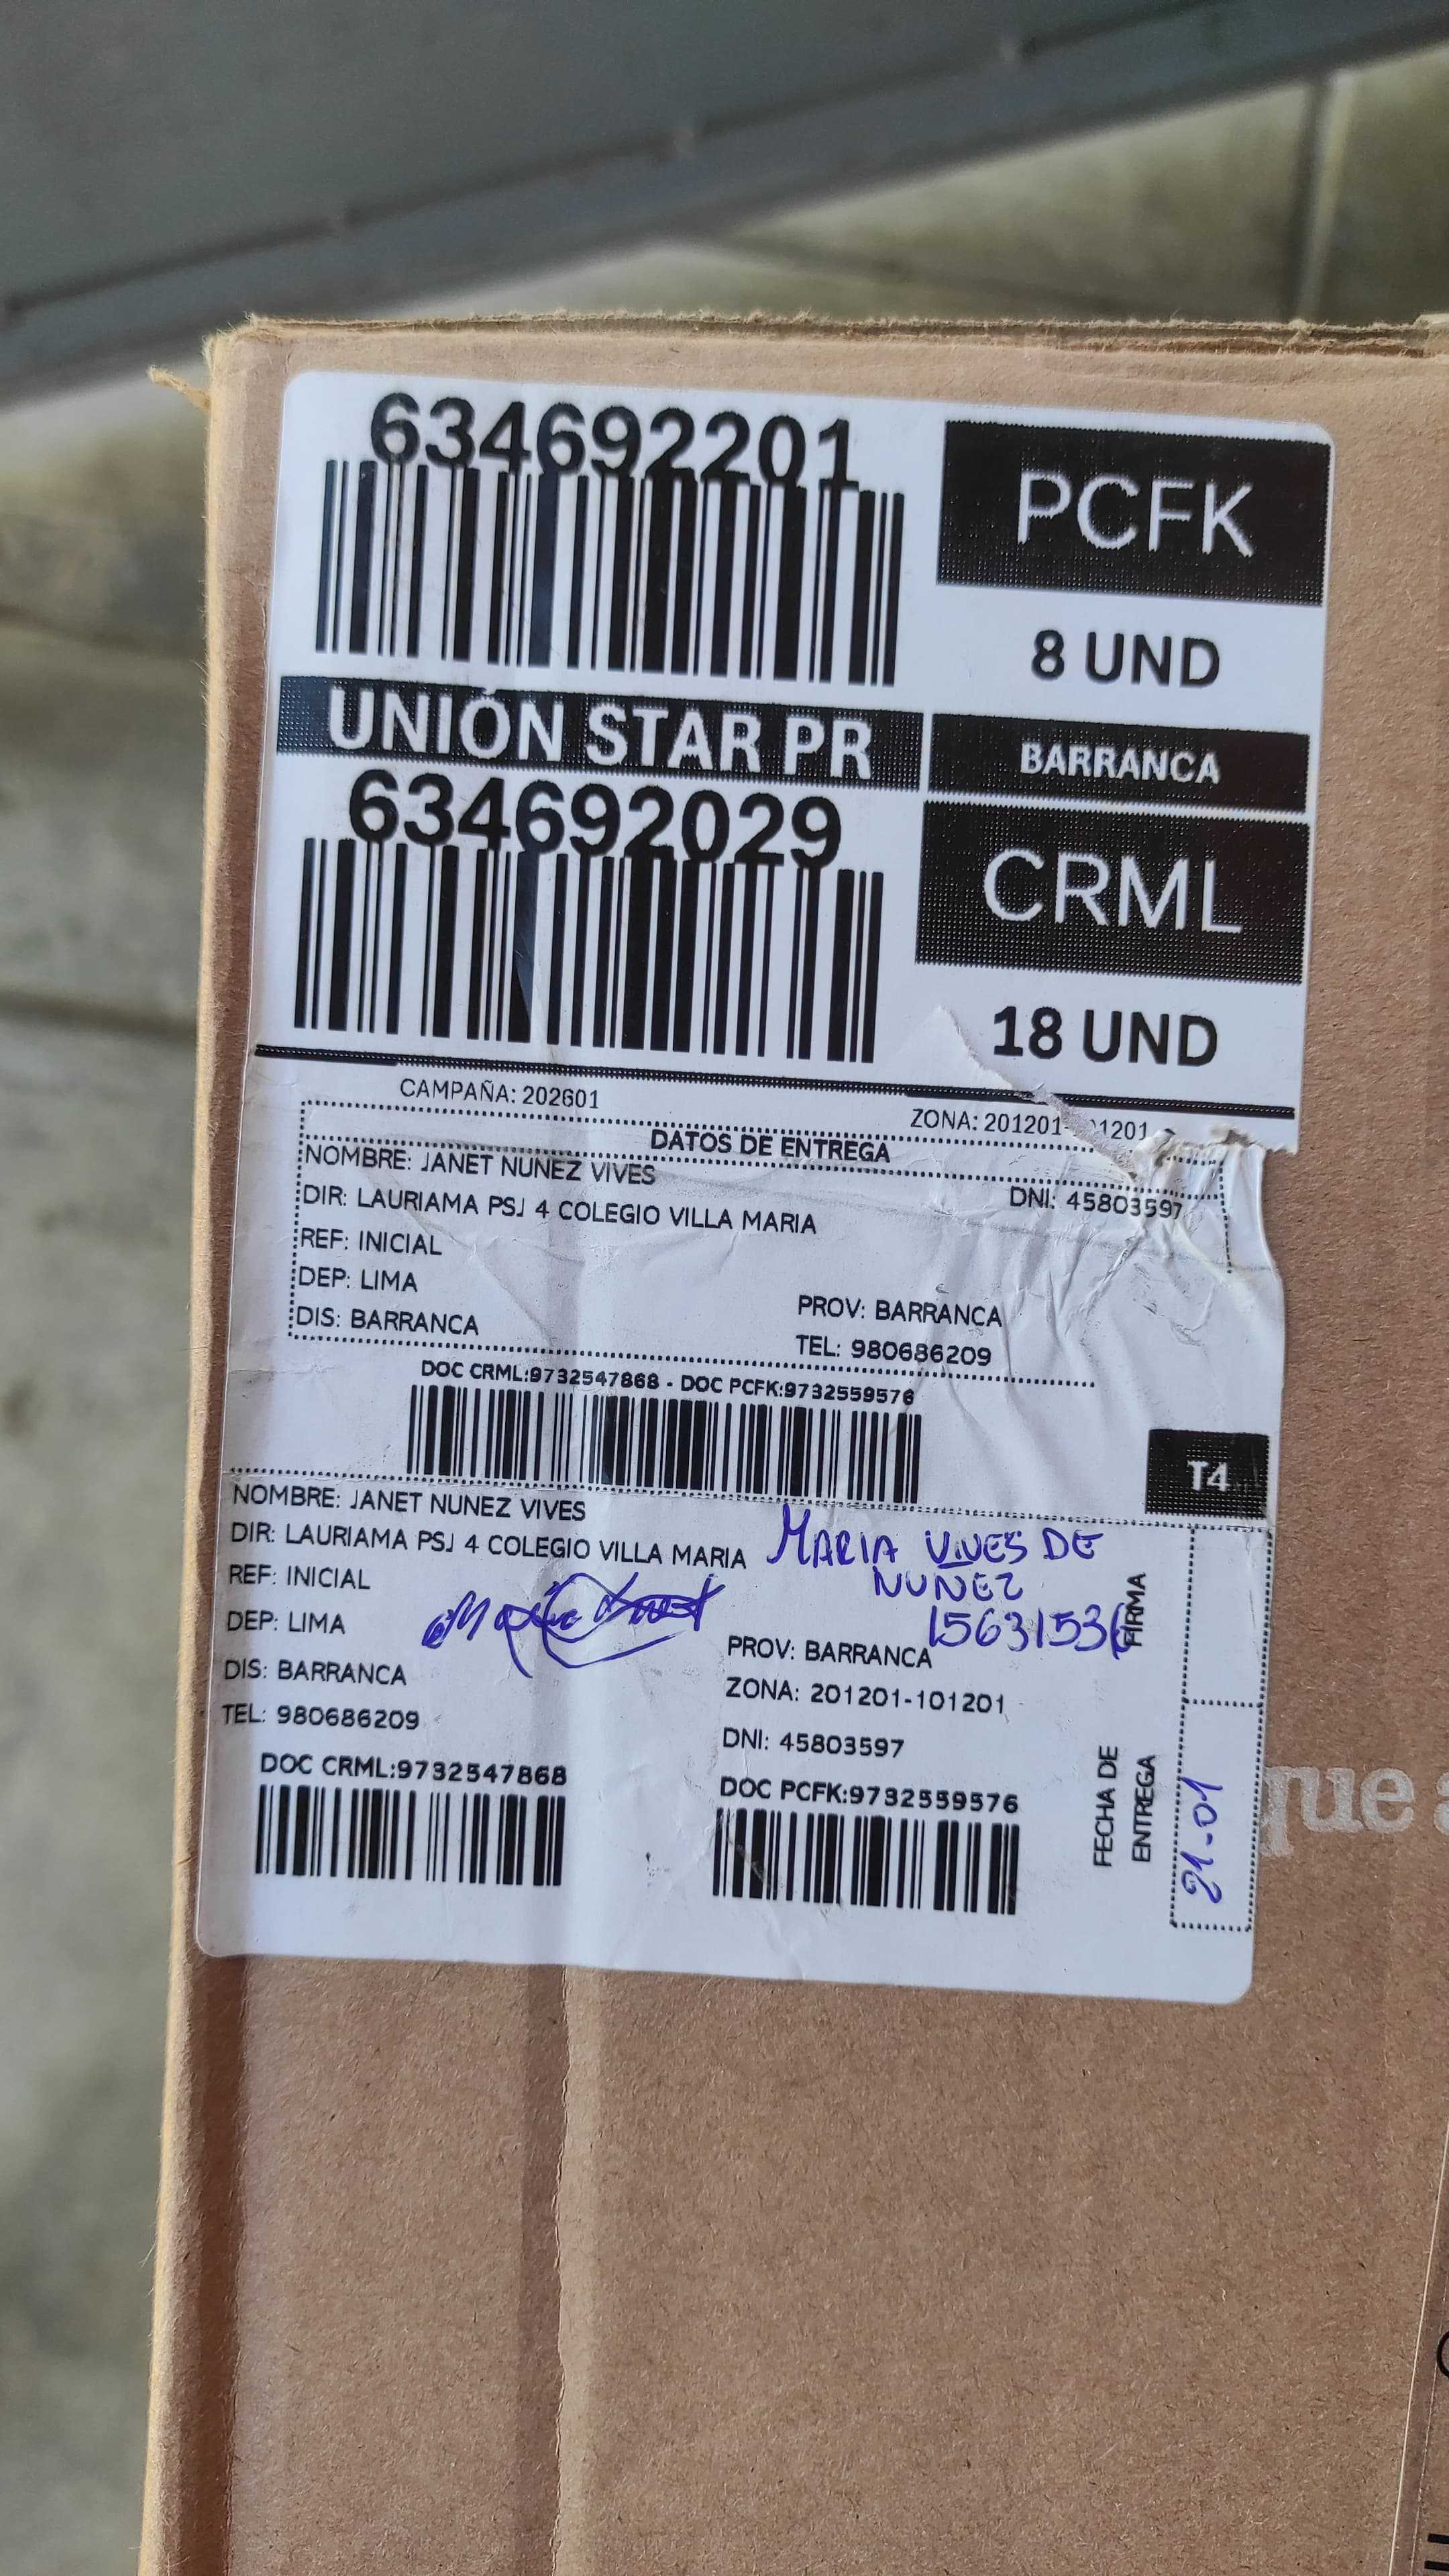 634692201
PCFK
8 UND
UNIÓN STAR PR
BARRANCA
634692029
CRML
18 UND
CAMPAÑA: 202601
ZONA: 201201- 1201
DATOS DE ENTREGA
NOMBRE: JANET NUNEZ VIVES
DNI: 45803597
DIR: LAURIAMA PSJ 4 COLEGIO VILLA MARIA
REF: INICIAL
DEP: LIMA
PROV: BARRANCA
DIS: BARRANCA
TEL: 980686209
DOC CRML:9732547868 - DOC PCFK:9732559576
T4
NOMBRE: JANET NUNEZ VIVES
DIR: LAURIAMA PSJ 4 COLEGIO VILLA MARIA
MARIA VIVES DE
NUNEZ
15631536
REF: INICIAL
DEP: LIMA
PROV: BARRANCA
DIS: BARRANCA
ZONA: 201201-101201
TEL: 980686209
DNI: 45803597
DOC CRML:9732547868
DOC PCFK:9732559576
FIRMA
FECHA DE
ENTREGA
21-01
que